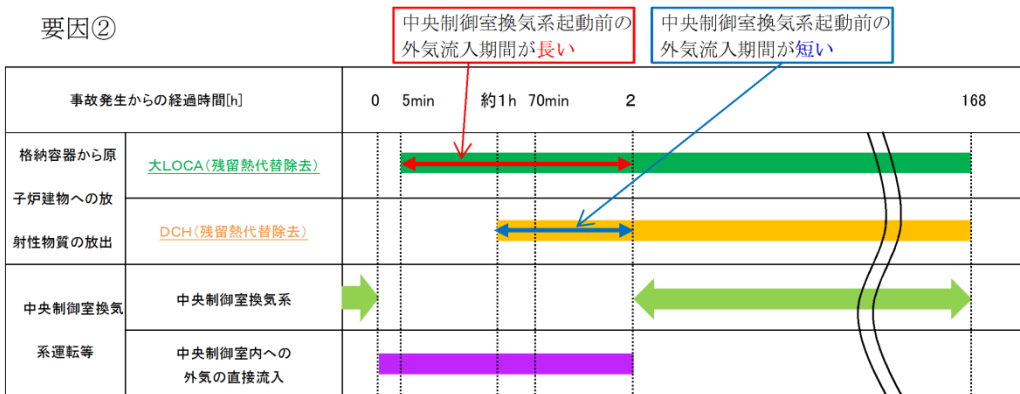 要因②
中央制御室換気系起動前の
外気流入期間が長い
中央制御室換気系起動前の
外気流入期間が短い
事故発生からの経過時間[h]
0 5min 約1h 70min 2 168
格納容器から原
子炉建物への放
射性物質の放出
大LOCA(残留熱代替除去)
DCH(残留熱代替除去)
中央制御室換気
系運転等
中央制御室換気系
中央制御室内への
外気の直接流入